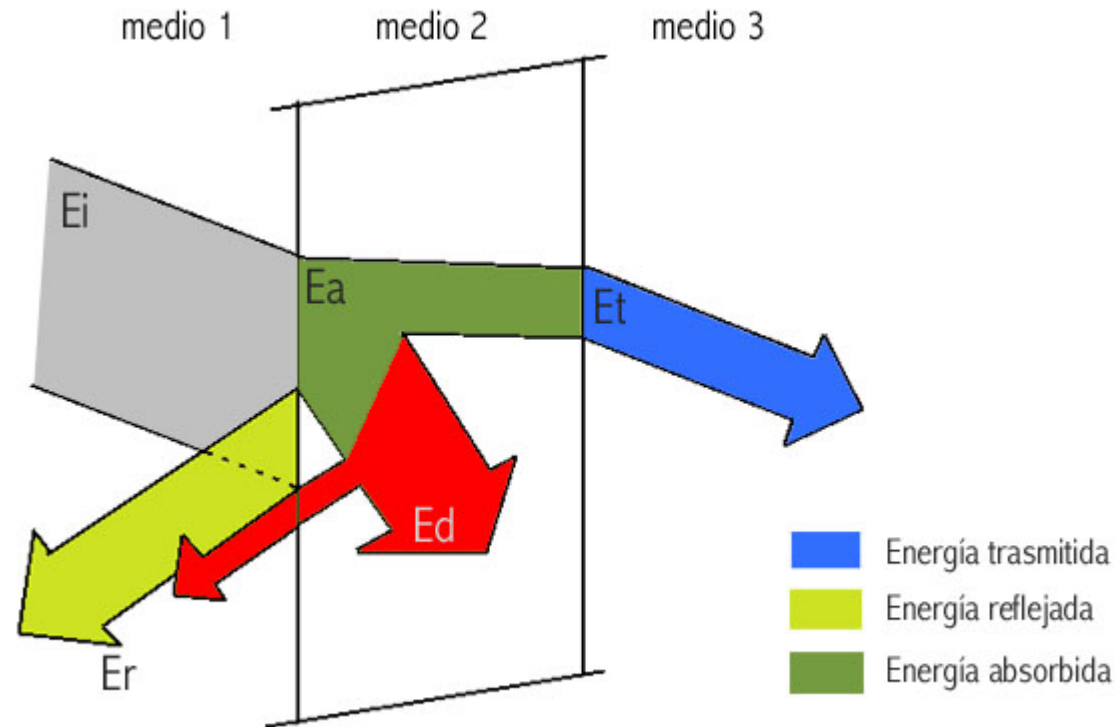 medio 1 medio 2 medio 3
Ei
Ea
Et
Ed
Er
Energía trasmitida
Energía reflejada
Energía absorbida